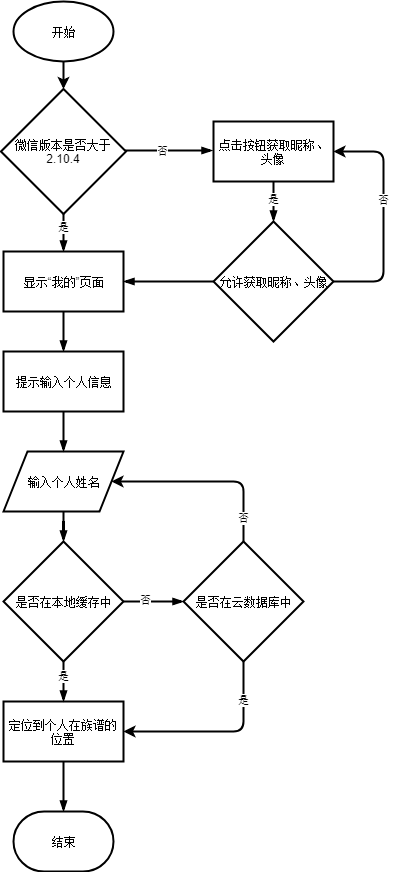 开始
微信版本是否大于
2.10.4
否
点击按钮获取昵称、
头像
是
是
否
显示“我的”页面
允许获取昵称、头像
提示输入个人信息
输入个人姓名
否
是否在本地缓存中
否
是否在云数据库中
是
是
定位到个人在族谱的
位置
结束